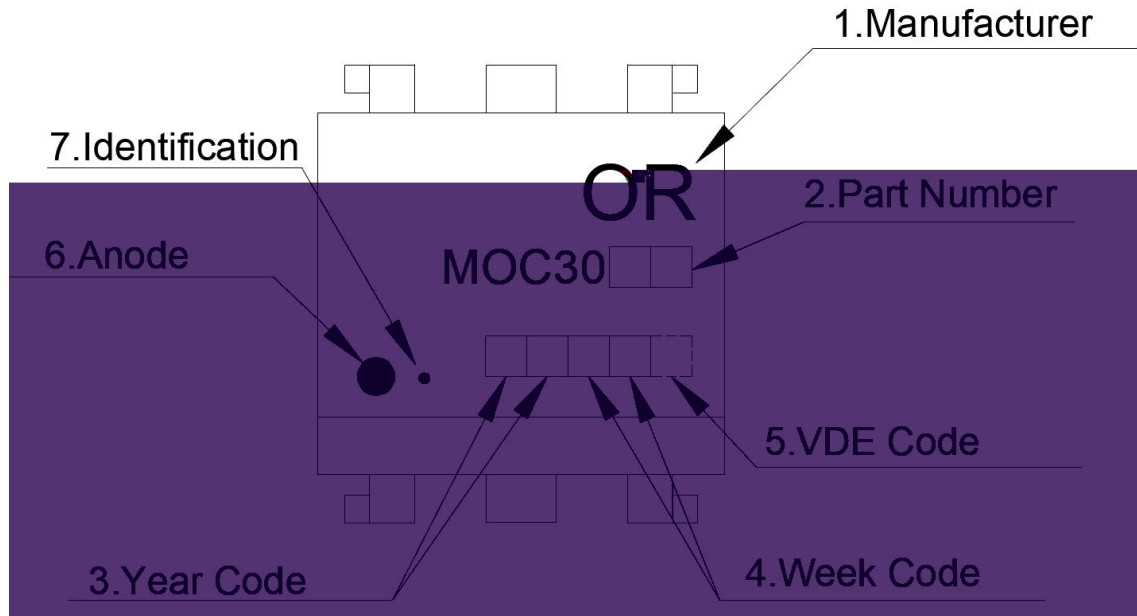 1.Manufacturer
7.Identification
OR
2.Part Number
6.Anode
MOC30
5.VDE Code
3.Year Code
4.Week Code